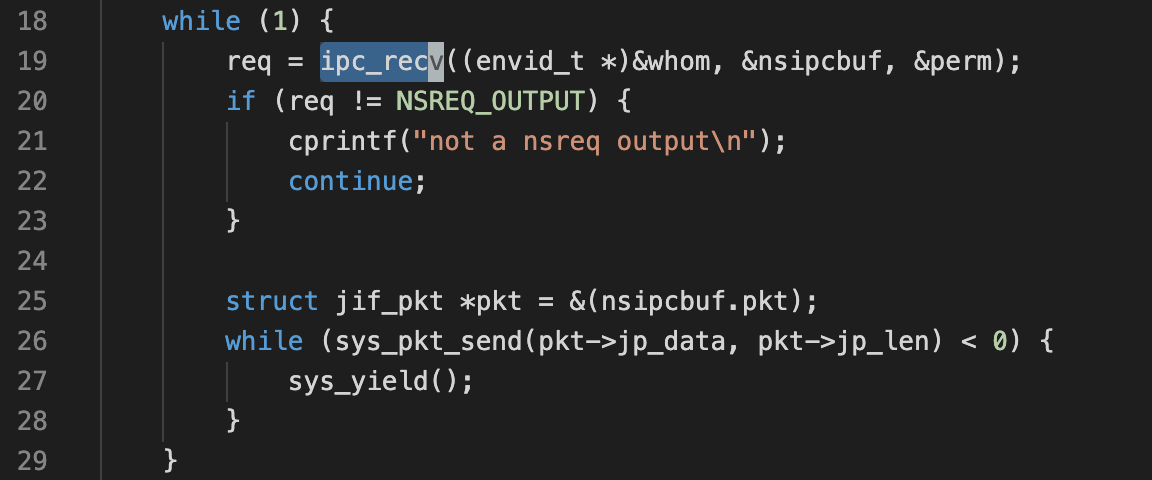 18 while (1) {
19 req = ipc_recv((envid_t *)&whom, &nsipcbuf, &perm);
20 if (req != NSREQ_OUTPUT) {
21 cprintf("not a nsreq output\n");
22 continue;
23 }
24
25 struct jif_pkt *pkt = &(nsipcbuf.pkt);
26 while (sys_pkt_send(pkt->jp_data, pkt->jp_len) < 0) {
27 sys_yield();
28 }
29 }